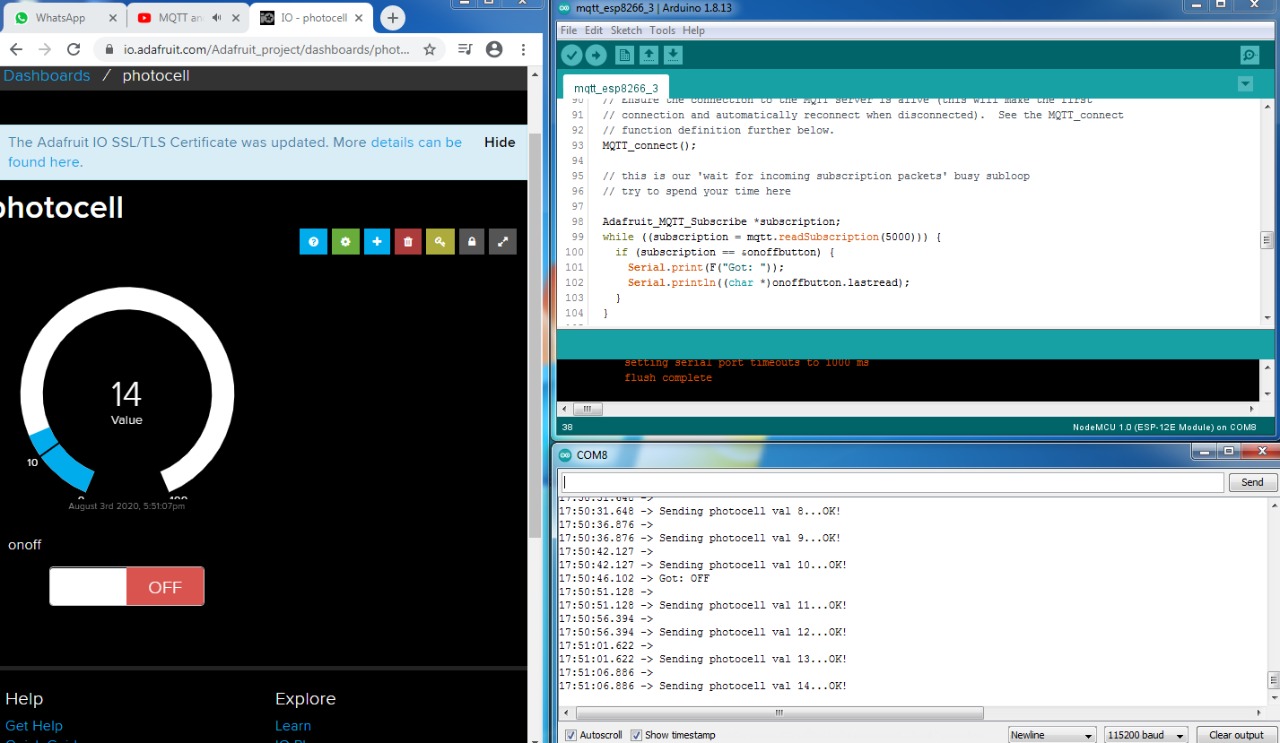 WhatsApp
MQTT an
IO - photocell
io.adafruit.com/Adafruit_project/dashboards/phot...
Dashboards / photocell
The Adafruit IO SSL/TLS Certificate was updated. More details can be
found here.
Hide
photocell
14
Value
10
August 3rd 2020, 5:51:07pm
onoff
OFF
Help
Explore
Get Help
Learn
mqtt_esp8266_3 | Arduino 1.8.13
File Edit Sketch Tools Help
mqtt_esp8266_3
90 // Ensure the connection to the MQTT server is alive (this will make the first
91 // connection and automatically reconnect when disconnected). See the MQTT_connect
92 // function definition further below.
93 MQTT_connect();
94
95 // this is our 'wait for incoming subscription packets' busy subloop
96 // try to spend your time here
97
98 Adafruit_MQTT_Subscribe *subscription;
99 while ((subscription = mqtt.readSubscription(5000))) {
100 if (subscription == &onoffbutton) {
101 Serial.print(F("Got: "));
102 Serial.println((char *)onoffbutton.lastread);
103 }
104 }
setting serial port timeouts to 1000 ms
flush complete
38
NodeMCU 1.0 (ESP-12E Module) on COM8
COM8
Send
17:50:31.648 ->
17:50:31.648 -> Sending photocell val 8...OK!
17:50:36.876 ->
17:50:36.876 -> Sending photocell val 9...OK!
17:50:42.127 ->
17:50:42.127 -> Sending photocell val 10...OK!
17:50:46.102 -> Got: OFF
17:50:51.128 ->
17:50:51.128 -> Sending photocell val 11...OK!
17:50:56.394 ->
17:50:56.394 -> Sending photocell val 12...OK!
17:51:01.622 ->
17:51:01.622 -> Sending photocell val 13...OK!
17:51:06.886 ->
17:51:06.886 -> Sending photocell val 14...OK!
Autoscroll
Show timestamp
Newline
115200 baud
Clear output